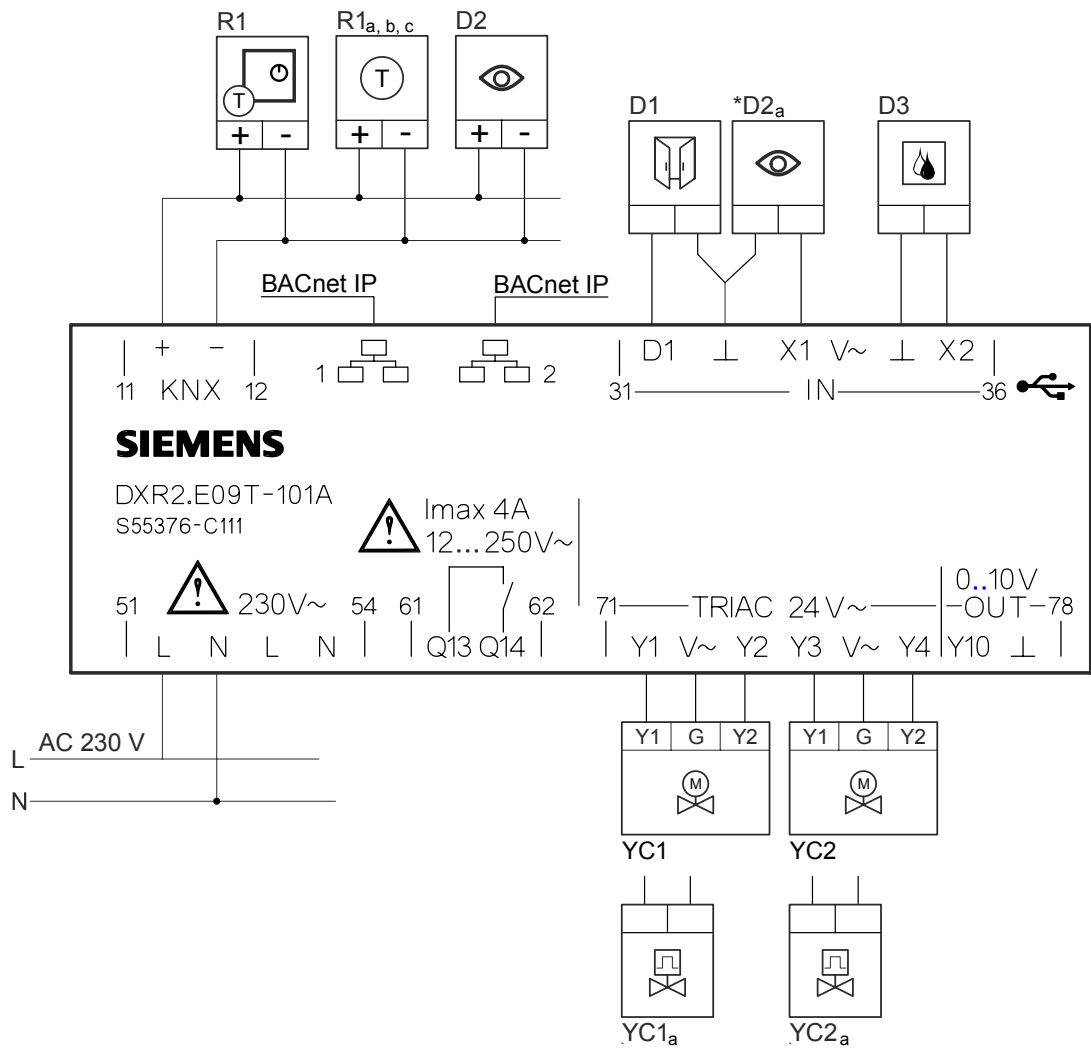 R1 R1a, b, c D2
D1 *D2a D3
T T
+ - + - + -
BACnet IP BACnet IP
+ - D1 ⊥ X1 V~ ⊥ X2
11 KNX 12 1 2 31 IN 36
SIEMENS
DXR2.E09T-101A
S55376-C111
! Imax 4A
12...250V~
! 230V~
0..10V
51 54 61 62 71 TRIAC 24V~ OUT 78
L N L N Q13 Q14 Y1 V~ Y2 Y3 V~ Y4 Y10 ⊥
L AC 230 V
N
Y1 G Y2 Y1 G Y2
M M
YC1 YC2
YC1a YC2a